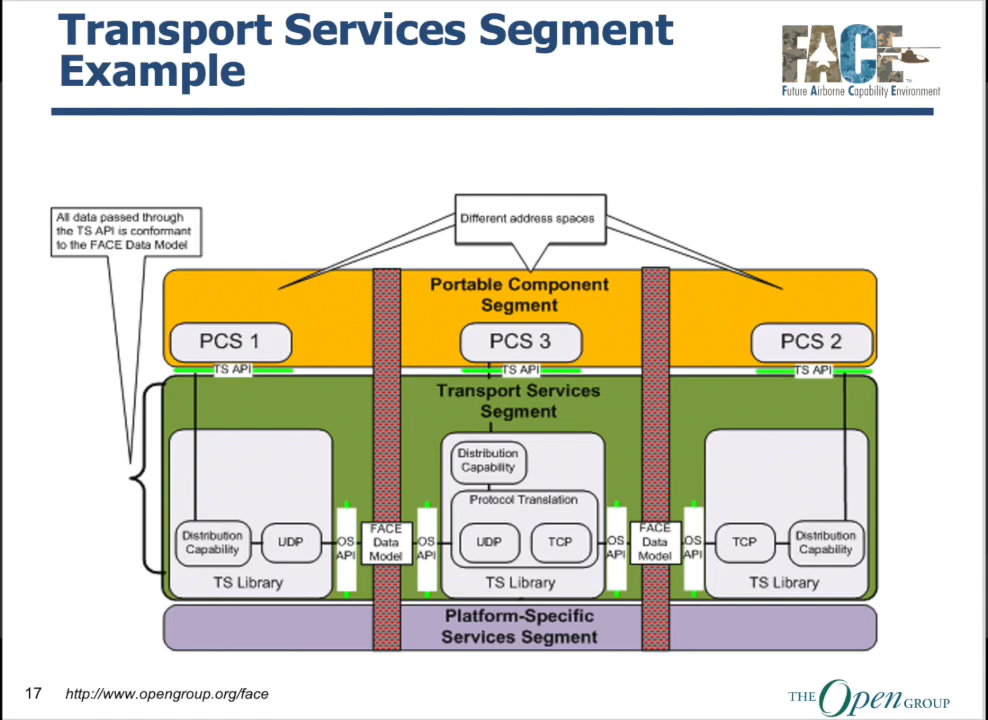 Transport Services Segment
Example
FACE
™
Future Airborne Capability Environment
All data passed through
the TS API is conformant
to the FACE Data Model
Different address spaces
Portable Component
Segment
PCS 1
PCS 3
PCS 2
TS API
TS API
TS API
Transport Services
Segment
Distribution
Capability
Protocol Translation
Distribution
Capability
UDP
OS
API
FACE
Data
Model
OS
API
UDP
TCP
OS
API
FACE
Data
Model
OS
API
TCP
Distribution
Capability
TS Library
TS Library
TS Library
Platform-Specific
Services Segment
17 http://www.opengroup.org/face
THE Open GROUP